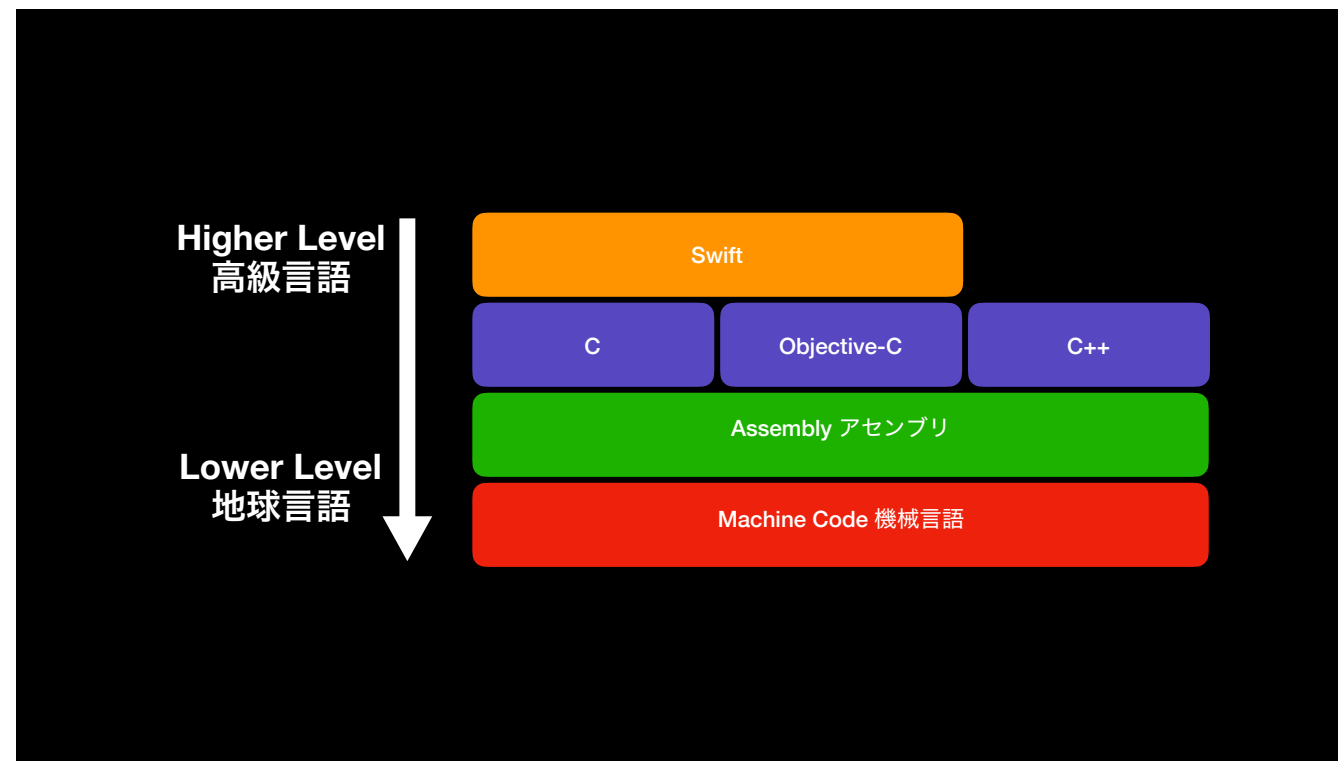 Higher Level
高級言語
Swift
C
Objective-C
C++
Assembly アセンブリ
Lower Level
地球言語
Machine Code 機械言語